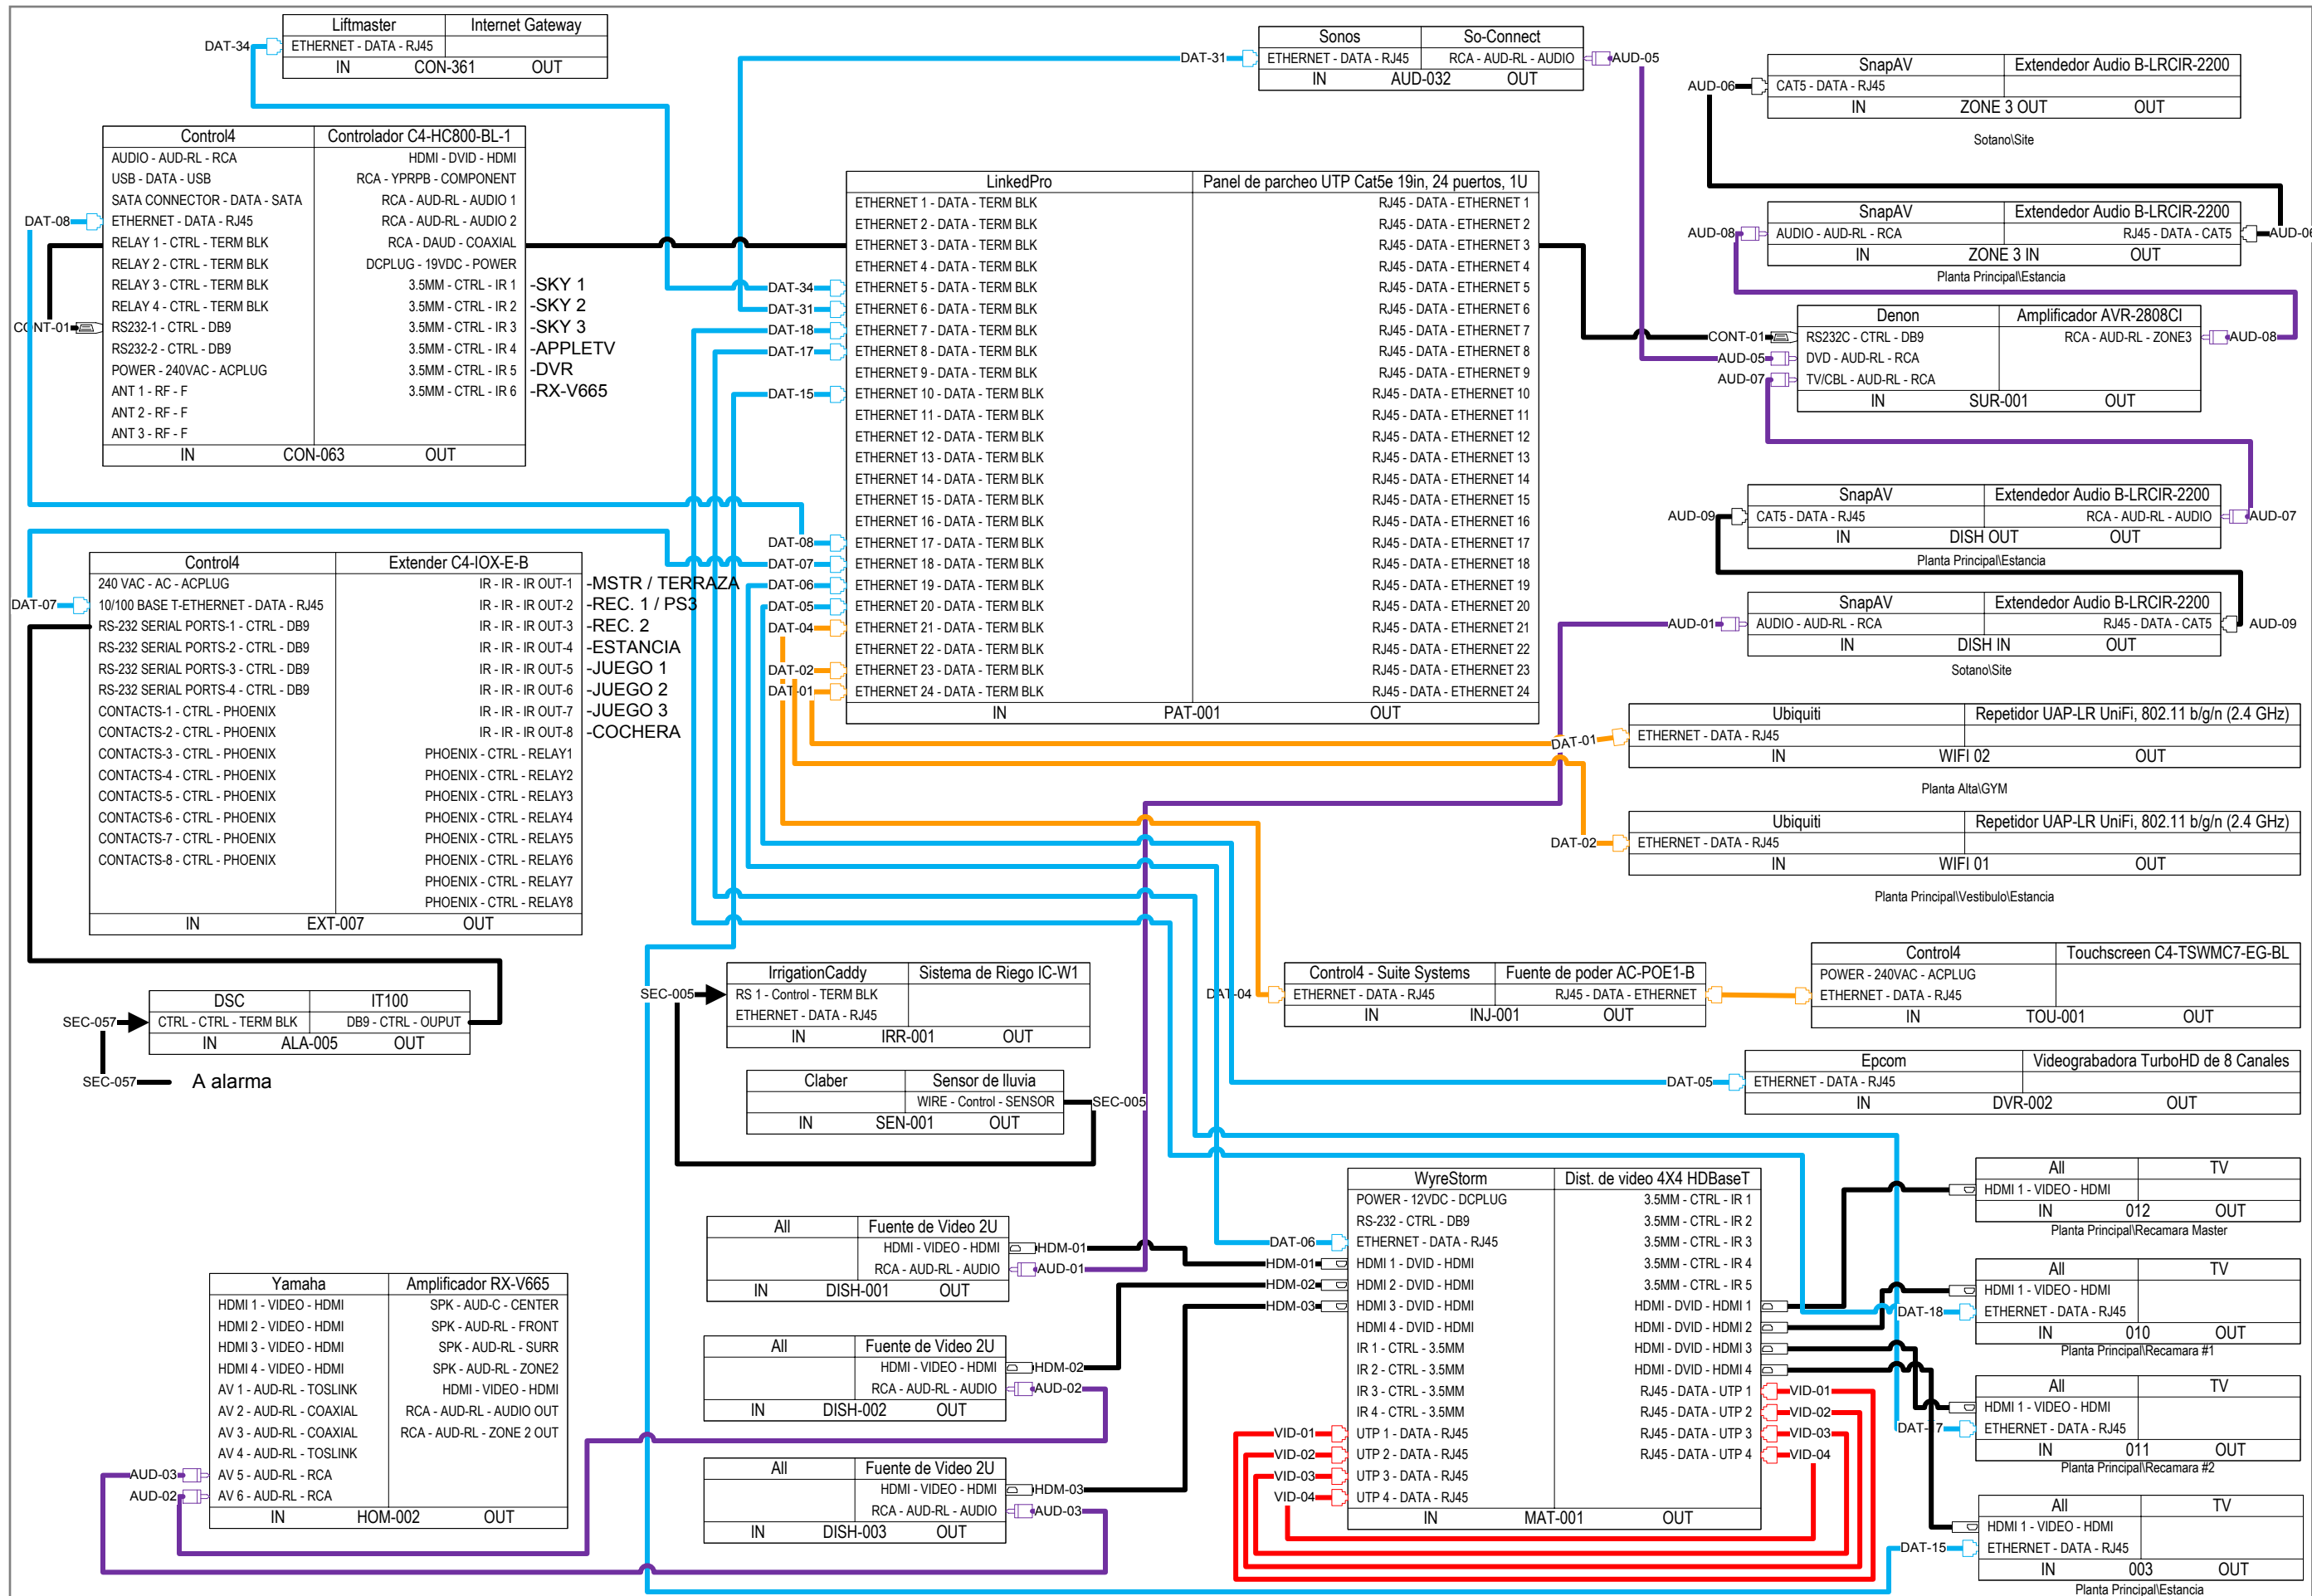 Liftmaster Internet Gateway
DAT-34 ETHERNET - DATA - RJ45
IN CON-361 OUT
Sonos So-Connect
DAT-31 ETHERNET - DATA - RJ45 RCA - AUD-RL - AUDIO AUD-05
IN AUD-032 OUT
SnapAV Extendedor Audio B-LRCIR-2200
AUD-06 CAT5 - DATA - RJ45
IN ZONE 3 OUT OUT
Sotano\Site
SnapAV Extendedor Audio B-LRCIR-2200
AUD-08 AUDIO - AUD-RL - RCA RJ45 - DATA - CAT5 AUD-06
IN ZONE 3 IN OUT
Planta Principal\Estancia
Denon Amplificador AVR-2808CI
CONT-01 RS232C - CTRL - DB9 RCA - AUD-RL - ZONE3 AUD-08
AUD-05 DVD - AUD-RL - RCA
AUD-07 TV/CBL - AUD-RL - RCA
IN SUR-001 OUT
Control4 Controlador C4-HC800-BL-1
AUDIO - AUD-RL - RCA HDMI - DVID - HDMI
USB - DATA - USB RCA - YPRPB - COMPONENT
SATA CONNECTOR - DATA - SATA RCA - AUD-RL - AUDIO 1
DAT-08 ETHERNET - DATA - RJ45 RCA - AUD-RL - AUDIO 2
RELAY 1 - CTRL - TERM BLK RCA - DAUD - COAXIAL
RELAY 2 - CTRL - TERM BLK DCPLUG - 19VDC - POWER
RELAY 3 - CTRL - TERM BLK 3.5MM - CTRL - IR 1 -SKY 1
RELAY 4 - CTRL - TERM BLK 3.5MM - CTRL - IR 2 -SKY 2
CONT-01 RS232-1 - CTRL - DB9 3.5MM - CTRL - IR 3 -SKY 3
RS232-2 - CTRL - DB9 3.5MM - CTRL - IR 4 -APPLETV
POWER - 240VAC - ACPLUG 3.5MM - CTRL - IR 5 -DVR
ANT 1 - RF - F 3.5MM - CTRL - IR 6 -RX-V665
ANT 2 - RF - F
ANT 3 - RF - F
IN CON-063 OUT
LinkedPro Panel de parcheo UTP Cat5e 19in, 24 puertos, 1U
ETHERNET 1 - DATA - TERM BLK RJ45 - DATA - ETHERNET 1
ETHERNET 2 - DATA - TERM BLK RJ45 - DATA - ETHERNET 2
ETHERNET 3 - DATA - TERM BLK RJ45 - DATA - ETHERNET 3
ETHERNET 4 - DATA - TERM BLK RJ45 - DATA - ETHERNET 4
DAT-34 ETHERNET 5 - DATA - TERM BLK RJ45 - DATA - ETHERNET 5
DAT-31 ETHERNET 6 - DATA - TERM BLK RJ45 - DATA - ETHERNET 6
DAT-18 ETHERNET 7 - DATA - TERM BLK RJ45 - DATA - ETHERNET 7
DAT-17 ETHERNET 8 - DATA - TERM BLK RJ45 - DATA - ETHERNET 8
ETHERNET 9 - DATA - TERM BLK RJ45 - DATA - ETHERNET 9
DAT-15 ETHERNET 10 - DATA - TERM BLK RJ45 - DATA - ETHERNET 10
ETHERNET 11 - DATA - TERM BLK RJ45 - DATA - ETHERNET 11
ETHERNET 12 - DATA - TERM BLK RJ45 - DATA - ETHERNET 12
ETHERNET 13 - DATA - TERM BLK RJ45 - DATA - ETHERNET 13
ETHERNET 14 - DATA - TERM BLK RJ45 - DATA - ETHERNET 14
ETHERNET 15 - DATA - TERM BLK RJ45 - DATA - ETHERNET 15
ETHERNET 16 - DATA - TERM BLK RJ45 - DATA - ETHERNET 16
DAT-08 ETHERNET 17 - DATA - TERM BLK RJ45 - DATA - ETHERNET 17
DAT-07 ETHERNET 18 - DATA - TERM BLK RJ45 - DATA - ETHERNET 18
DAT-06 ETHERNET 19 - DATA - TERM BLK RJ45 - DATA - ETHERNET 19
DAT-05 ETHERNET 20 - DATA - TERM BLK RJ45 - DATA - ETHERNET 20
DAT-04 ETHERNET 21 - DATA - TERM BLK RJ45 - DATA - ETHERNET 21
ETHERNET 22 - DATA - TERM BLK RJ45 - DATA - ETHERNET 22
DAT-02 ETHERNET 23 - DATA - TERM BLK RJ45 - DATA - ETHERNET 23
DAT-01 ETHERNET 24 - DATA - TERM BLK RJ45 - DATA - ETHERNET 24
IN PAT-001 OUT
SnapAV Extendedor Audio B-LRCIR-2200
AUD-09 CAT5 - DATA - RJ45 RCA - AUD-RL - AUDIO AUD-07
IN DISH OUT OUT
Planta Principal\Estancia
SnapAV Extendedor Audio B-LRCIR-2200
AUD-01 AUDIO - AUD-RL - RCA RJ45 - DATA - CAT5 AUD-09
IN DISH IN OUT
Sotano\Site
Control4 Extender C4-IOX-E-B
240 VAC - AC - ACPLUG IR - IR - IR OUT-1 -MSTR / TERRAZA
DAT-07 10/100 BASE T-ETHERNET - DATA - RJ45 IR - IR - IR OUT-2 -REC. 1 / PS3
RS-232 SERIAL PORTS-1 - CTRL - DB9 IR - IR - IR OUT-3 -REC. 2
RS-232 SERIAL PORTS-2 - CTRL - DB9 IR - IR - IR OUT-4 -ESTANCIA
RS-232 SERIAL PORTS-3 - CTRL - DB9 IR - IR - IR OUT-5 -JUEGO 1
RS-232 SERIAL PORTS-4 - CTRL - DB9 IR - IR - IR OUT-6 -JUEGO 2
CONTACTS-1 - CTRL - PHOENIX IR - IR - IR OUT-7 -JUEGO 3
CONTACTS-2 - CTRL - PHOENIX IR - IR - IR OUT-8 -COCHERA
CONTACTS-3 - CTRL - PHOENIX PHOENIX - CTRL - RELAY1
CONTACTS-4 - CTRL - PHOENIX PHOENIX - CTRL - RELAY2
CONTACTS-5 - CTRL - PHOENIX PHOENIX - CTRL - RELAY3
CONTACTS-6 - CTRL - PHOENIX PHOENIX - CTRL - RELAY4
CONTACTS-7 - CTRL - PHOENIX PHOENIX - CTRL - RELAY5
CONTACTS-8 - CTRL - PHOENIX PHOENIX - CTRL - RELAY6
PHOENIX - CTRL - RELAY7
PHOENIX - CTRL - RELAY8
IN EXT-007 OUT
Ubiquiti Repetidor UAP-LR UniFi, 802.11 b/g/n (2.4 GHz)
DAT-01 ETHERNET - DATA - RJ45
IN WIFI 02 OUT
Planta Alta\GYM
Ubiquiti Repetidor UAP-LR UniFi, 802.11 b/g/n (2.4 GHz)
DAT-02 ETHERNET - DATA - RJ45
IN WIFI 01 OUT
Planta Principal\Vestibulo\Estancia
DSC IT100
SEC-057 CTRL - CTRL - TERM BLK DB9 - CTRL - OUPUT
IN ALA-005 OUT
SEC-057 A alarma
IrrigationCaddy Sistema de Riego IC-W1
SEC-005 RS 1 - Control - TERM BLK
ETHERNET - DATA - RJ45
IN IRR-001 OUT
Claber Sensor de lluvia
WIRE - Control - SENSOR SEC-005
IN SEN-001 OUT
Control4 - Suite Systems Fuente de poder AC-POE1-B
DAT-04 ETHERNET - DATA - RJ45 RJ45 - DATA - ETHERNET
IN INJ-001 OUT
Control4 Touchscreen C4-TSWMC7-EG-BL
POWER - 240VAC - ACPLUG
ETHERNET - DATA - RJ45
IN TOU-001 OUT
Epcom Videograbadora TurboHD de 8 Canales
DAT-05 ETHERNET - DATA - RJ45
IN DVR-002 OUT
All Fuente de Video 2U
HDMI - VIDEO - HDMI HDM-01
RCA - AUD-RL - AUDIO AUD-01
IN DISH-001 OUT
All Fuente de Video 2U
HDMI - VIDEO - HDMI HDM-02
RCA - AUD-RL - AUDIO AUD-02
IN DISH-002 OUT
All Fuente de Video 2U
HDMI - VIDEO - HDMI HDM-03
RCA - AUD-RL - AUDIO AUD-03
IN DISH-003 OUT
Yamaha Amplificador RX-V665
HDMI 1 - VIDEO - HDMI SPK - AUD-C - CENTER
HDMI 2 - VIDEO - HDMI SPK - AUD-RL - FRONT
HDMI 3 - VIDEO - HDMI SPK - AUD-RL - SURR
HDMI 4 - VIDEO - HDMI SPK - AUD-RL - ZONE2
AV 1 - AUD-RL - TOSLINK HDMI - VIDEO - HDMI
AV 2 - AUD-RL - COAXIAL RCA - AUD-RL - AUDIO OUT
AV 3 - AUD-RL - COAXIAL RCA - AUD-RL - ZONE 2 OUT
AV 4 - AUD-RL - TOSLINK
AUD-03 AV 5 - AUD-RL - RCA
AUD-02 AV 6 - AUD-RL - RCA
IN HOM-002 OUT
WyreStorm Dist. de video 4X4 HDBaseT
POWER - 12VDC - DCPLUG 3.5MM - CTRL - IR 1
RS-232 - CTRL - DB9 3.5MM - CTRL - IR 2
DAT-06 ETHERNET - DATA - RJ45 3.5MM - CTRL - IR 3
HDM-01 HDMI 1 - DVID - HDMI 3.5MM - CTRL - IR 4
HDM-02 HDMI 2 - DVID - HDMI 3.5MM - CTRL - IR 5
HDM-03 HDMI 3 - DVID - HDMI HDMI - DVID - HDMI 1
HDMI 4 - DVID - HDMI HDMI - DVID - HDMI 2
IR 1 - CTRL - 3.5MM HDMI - DVID - HDMI 3
IR 2 - CTRL - 3.5MM HDMI - DVID - HDMI 4
IR 3 - CTRL - 3.5MM RJ45 - DATA - UTP 1 VID-01
IR 4 - CTRL - 3.5MM RJ45 - DATA - UTP 2 VID-02
VID-01 UTP 1 - DATA - RJ45 RJ45 - DATA - UTP 3 VID-03
VID-02 UTP 2 - DATA - RJ45 RJ45 - DATA - UTP 4 VID-04
VID-03 UTP 3 - DATA - RJ45
VID-04 UTP 4 - DATA - RJ45
IN MAT-001 OUT
All TV
HDMI 1 - VIDEO - HDMI
IN 012 OUT
Planta Principal\Recamara Master
All TV
HDMI 1 - VIDEO - HDMI
DAT-18 ETHERNET - DATA - RJ45
IN 010 OUT
Planta Principal\Recamara #1
All TV
HDMI 1 - VIDEO - HDMI
DAT-17 ETHERNET - DATA - RJ45
IN 011 OUT
Planta Principal\Recamara #2
All TV
HDMI 1 - VIDEO - HDMI
DAT-15 ETHERNET - DATA - RJ45
IN 003 OUT
Planta Principal\Estancia